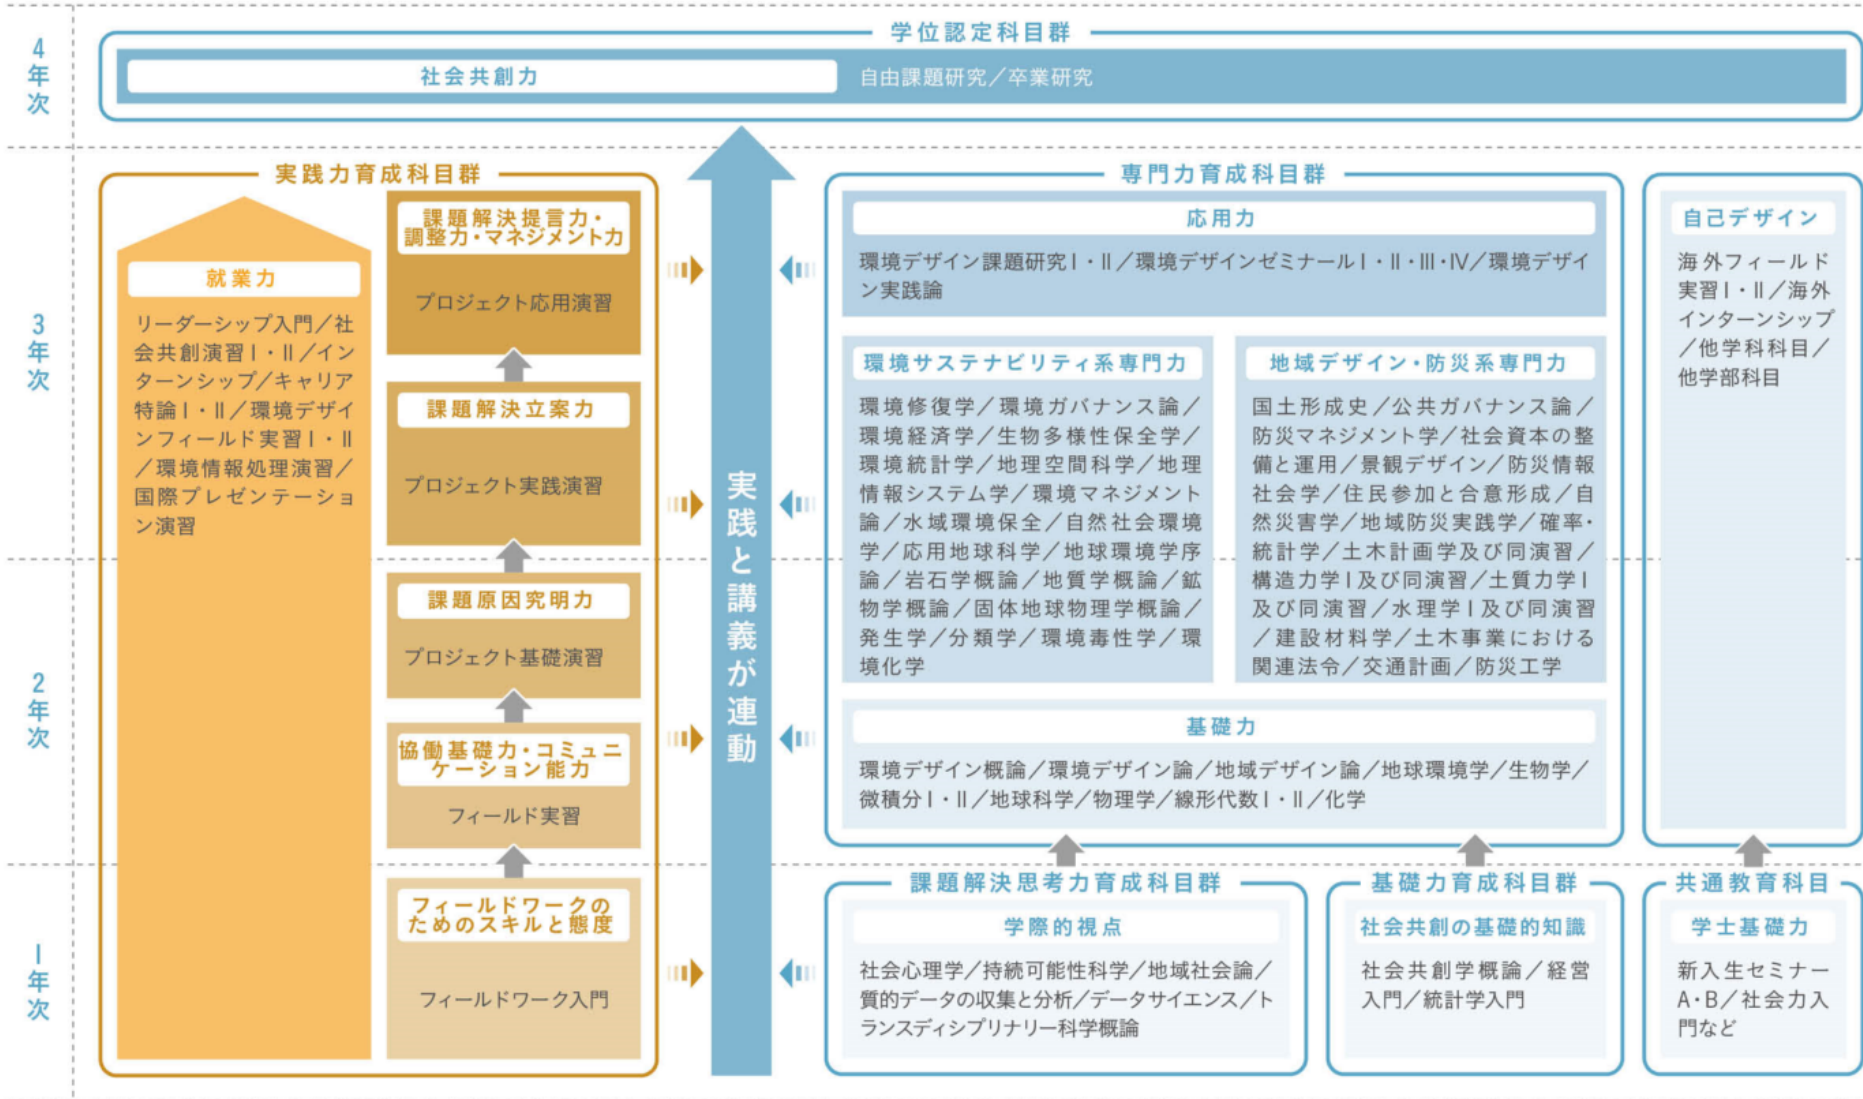 4年次
学位認定科目群
社会共創力
自由課題研究／卒業研究
3年次
2年次
1年次
実践力育成科目群
就業力
リーダーシップ入門／社
会共創演習Ⅰ・Ⅱ／イン
ターンシップ／キャリア
特論Ⅰ・Ⅱ／環境デザイ
ンフィールド実習Ⅰ・Ⅱ
／環境情報処理演習／
国際プレゼンテーショ
ン演習
課題解決提言力・
調整力・マネジメント力
プロジェクト応用演習
課題解決立案力
プロジェクト実践演習
課題原因究明力
プロジェクト基礎演習
協働基礎力・コミュニ
ケーション能力
フィールド実習
フィールドワークの
ためのスキルと態度
フィールドワーク入門
実践と講義が連動
専門力育成科目群
応用力
環境デザイン課題研究Ⅰ・Ⅱ／環境デザインゼミナールⅠ・Ⅱ・Ⅲ・Ⅳ／環境デザイ
ン実践論
環境サステナビリティ系専門力
環境修復学／環境ガバナンス論／
環境経済学／生物多様性保全学／
環境統計学／地理空間科学／地理
情報システム学／環境マネジメント
論／水域環境保全／自然社会環境
学／応用地球科学／地球環境学序
論／岩石学概論／地質学概論／鉱
物学概論／固体地球物理学概論／
発生学／分類学／環境毒性学／環
境化学
地域デザイン・防災系専門力
国土形成史／公共ガバナンス論／
防災マネジメント学／社会資本の整
備と運用／景観デザイン／防災情報
社会学／住民参加と合意形成／自
然災害学／地域防災実践学／確率・
統計学／土木計画学及び同演習／
構造力学Ⅰ及び同演習／土質力学Ⅰ
及び同演習／水理学Ⅰ及び同演習
／建設材料学／土木事業における
関連法令／交通計画／防災工学
基礎力
環境デザイン概論／環境デザイン論／地域デザイン論／地球環境学／生物学／
微積分Ⅰ・Ⅱ／地球科学／物理学／線形代数Ⅰ・Ⅱ／化学
自己デザイン
海外フィールド
実習Ⅰ・Ⅱ／海外
インターンシップ
／他学科科目／
他学部科目
課題解決思考力育成科目群
学際的視点
社会心理学／持続可能性科学／地域社会論／
質的データの収集と分析／データサイエンス／ト
ランスディシプリナリー科学概論
基礎力育成科目群
社会共創の基礎的知識
社会共創学概論／経営
入門／統計学入門
共通教育科目
学士基礎力
新入生セミナー
A・B／社会力入
門など